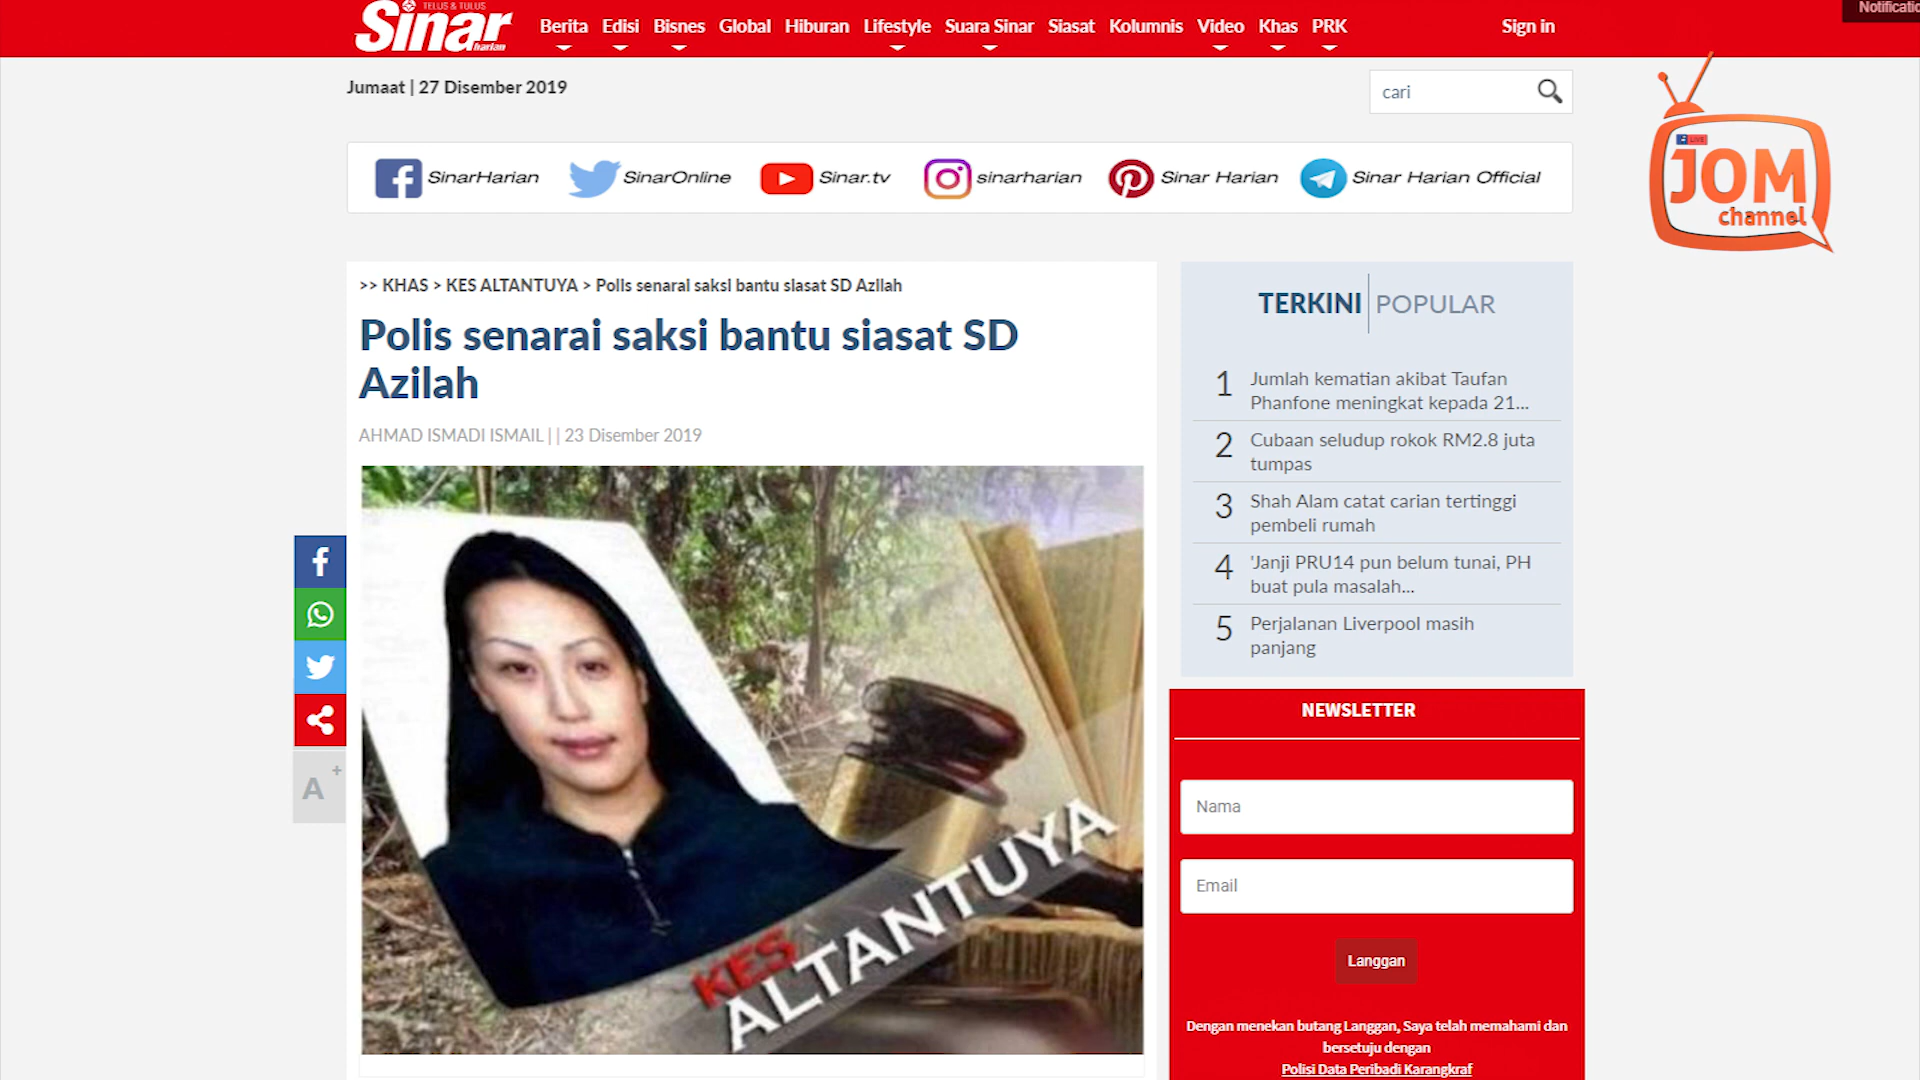 TELUS & TULUS
Sinar
harian
Berita Edisi Bisnes Global Hiburan Lifestyle Suara Sinar Siasat Kolumnis Video Khas PRK
Sign in
Notificatio
Jumaat | 27 Disember 2019
cari
LIVE
JOM
channel
SinarHarian SinarOnline Sinar.tv sinarharian Sinar Harian Sinar Harian Official
>> KHAS > KES ALTANTUYA > Polis senarai saksi bantu siasat SD Azilah
Polis senarai saksi bantu siasat SD
Azilah
AHMAD ISMADI ISMAIL | | 23 Disember 2019
KES
ALTANTUYA
A+
TERKINI POPULAR
1 Jumlah kematian akibat Taufan
Phanfone meningkat kepada 21...
2 Cubaan seludup rokok RM2.8 juta
tumpas
3 Shah Alam catat carian tertinggi
pembeli rumah
4 'Janji PRU14 pun belum tunai, PH
buat pula masalah...
5 Perjalanan Liverpool masih
panjang
NEWSLETTER
Nama
Email
Langgan
Dengan menekan butang Langgan, Saya telah memahami dan
bersetuju dengan
Polisi Data Peribadi Karangkraf